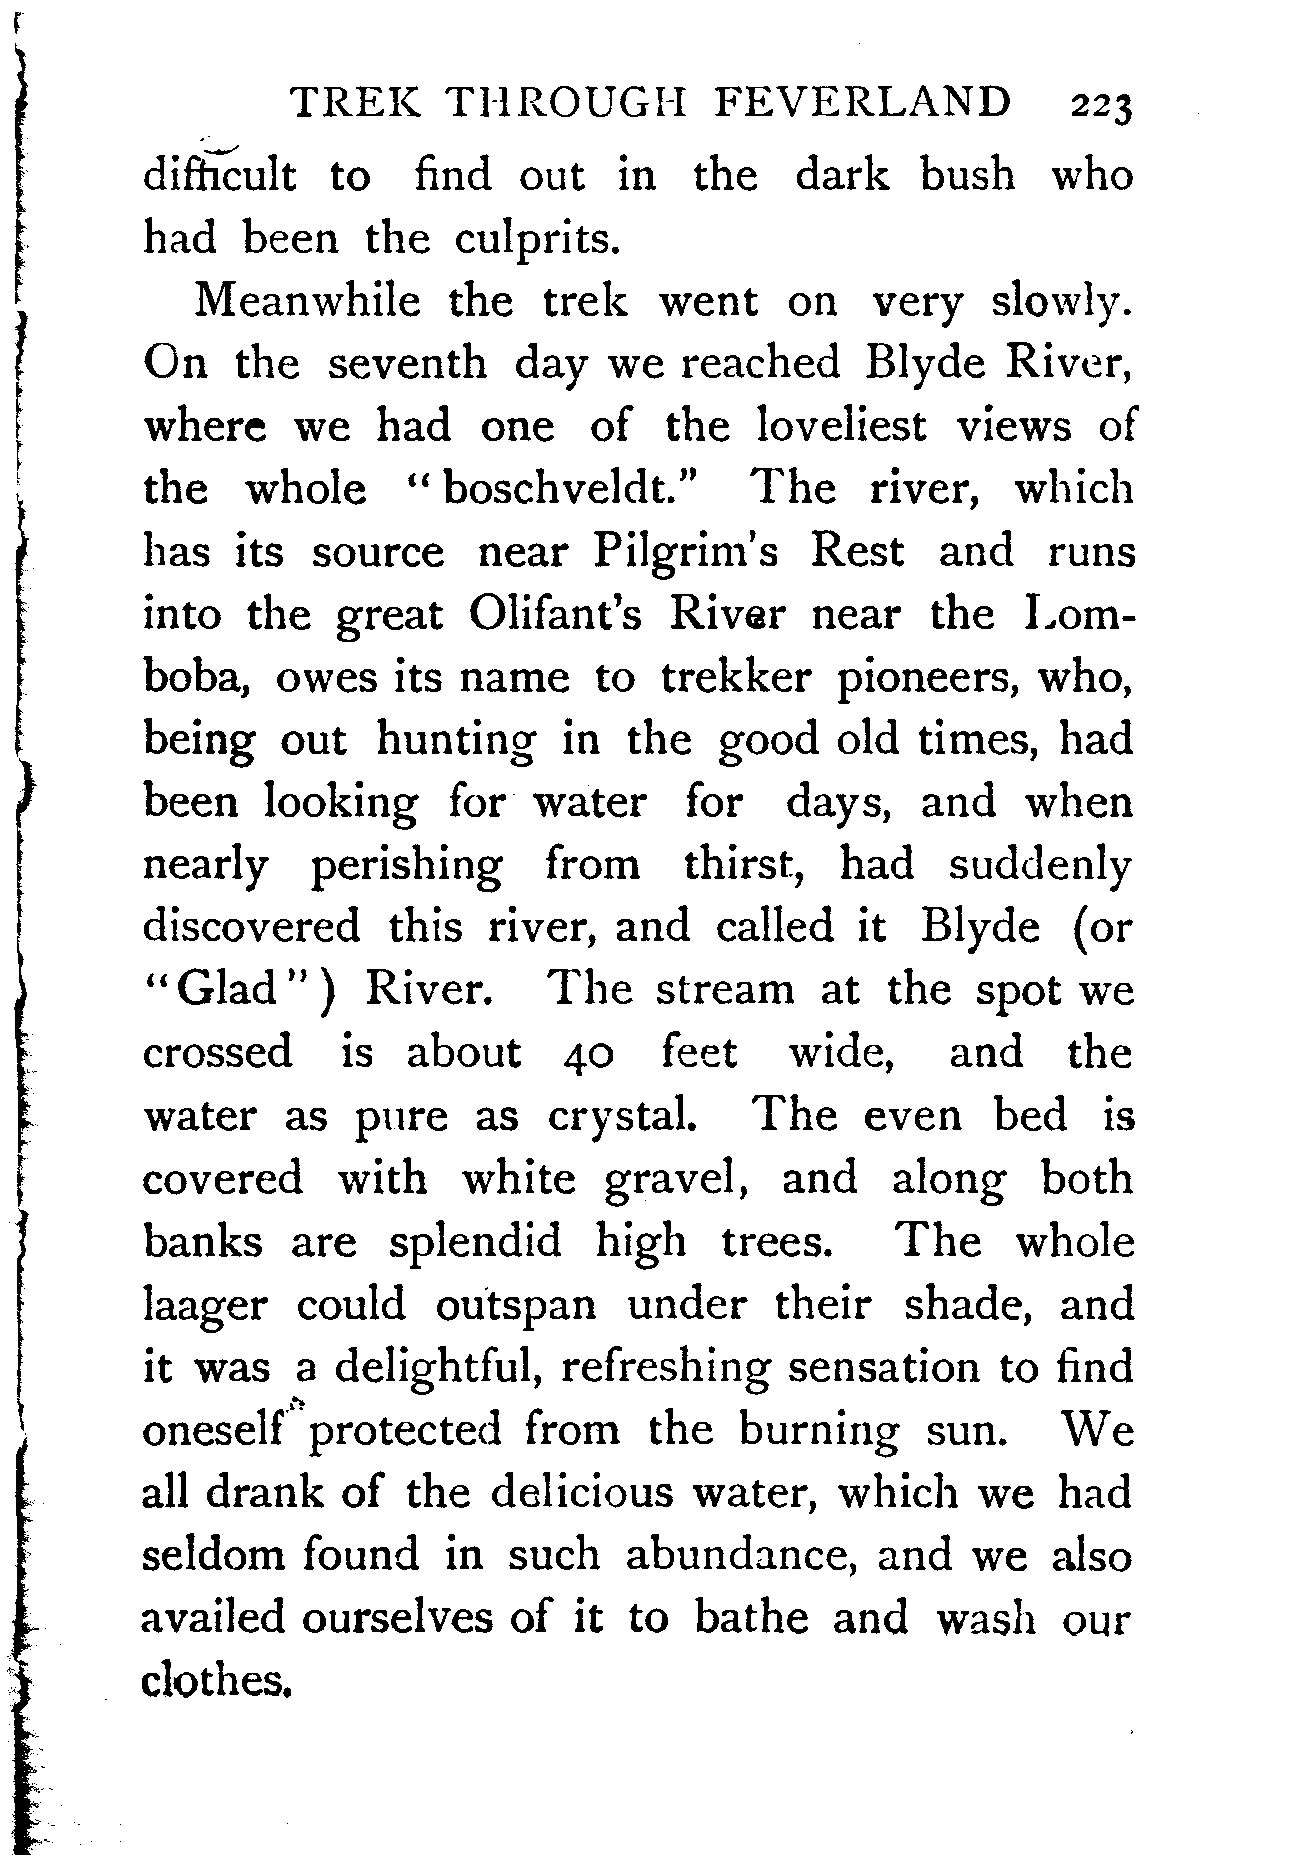 TREK THROUGH FEVERLAND 223
difficult to find out in the dark bush who
had been the culprits.
Meanwhile the trek went on very slowly.
On the seventh day we reached Blyde River,
where we had one of the loveliest views of
the whole “ boschveldt.” The river, which
has its source near Pilgrim's Rest and runs
into the great Olifant's River near the Lom-
boba, owes its name to trekker pioneers, who,
being out hunting in the good old times, had
been looking for water for days, and when
nearly perishing from thirst, had suddenly
discovered this river, and called it Blyde (or
“ Glad ” ) River. The stream at the spot we
crossed is about 40 feet wide, and the
water as pure as crystal. The even bed is
covered with white gravel, and along both
banks are splendid high trees. The whole
laager could outspan under their shade, and
it was a delightful, refreshing sensation to find
oneself protected from the burning sun. We
all drank of the delicious water, which we had
seldom found in such abundance, and we also
availed ourselves of it to bathe and wash our
clothes.